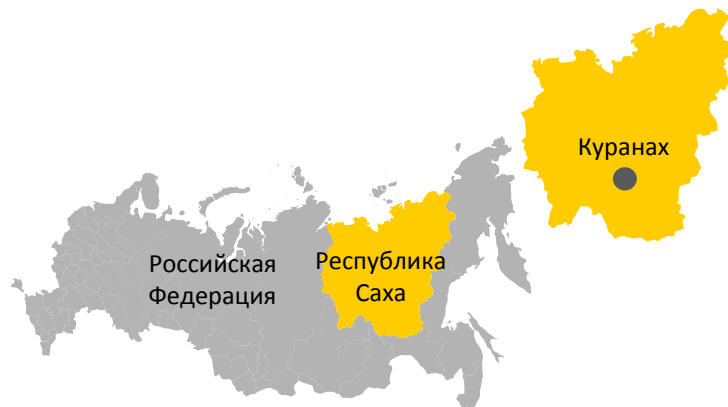 Куранах
Российская
Федерация
Республика
Саха